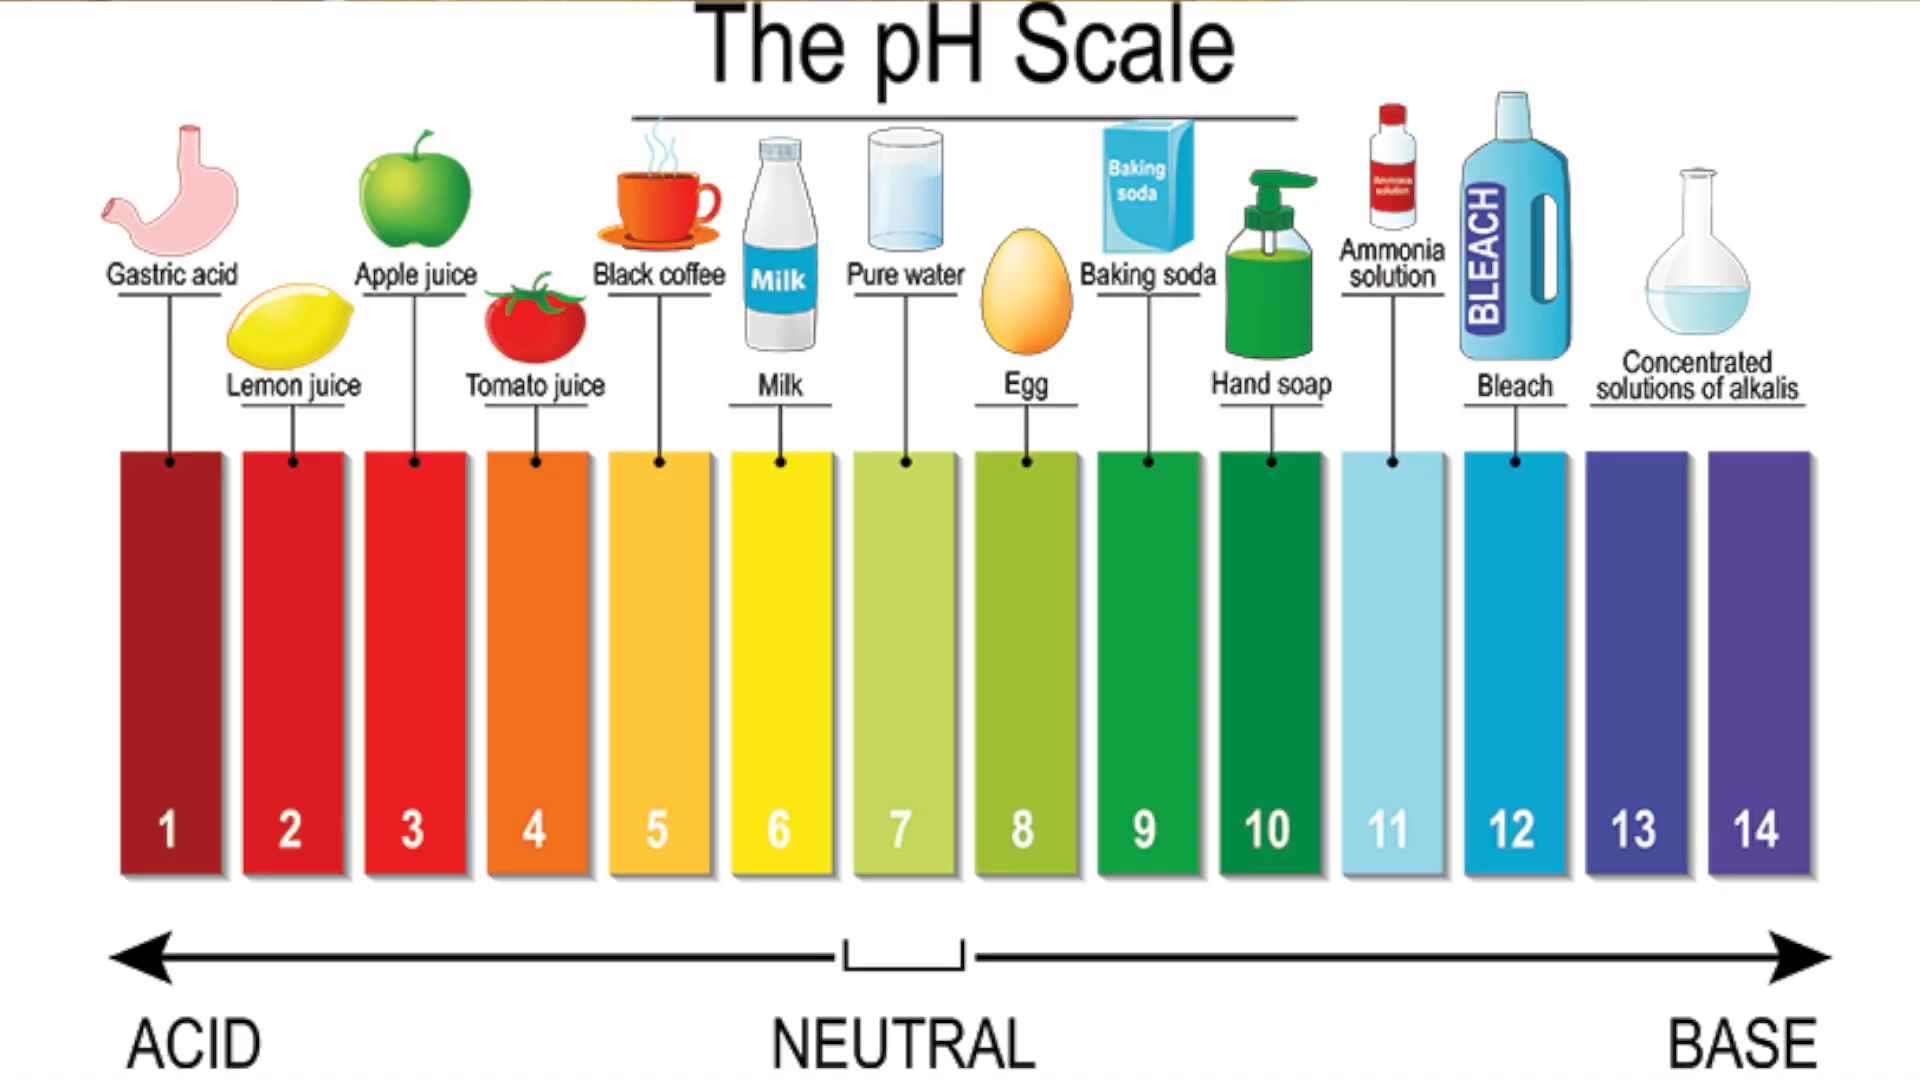 The pH Scale
Gastric acid
Lemon juice
Apple juice
Tomato juice
Black coffee
Milk
Milk
Pure water
Egg
Baking
soda
Baking soda
Hand soap
Ammonia
solution
Ammonia
solution
BLEACH
Bleach
Concentrated
solutions of alkalis
1 2 3 4 5 6 7 8 9 10 11 12 13 14
ACID NEUTRAL BASE